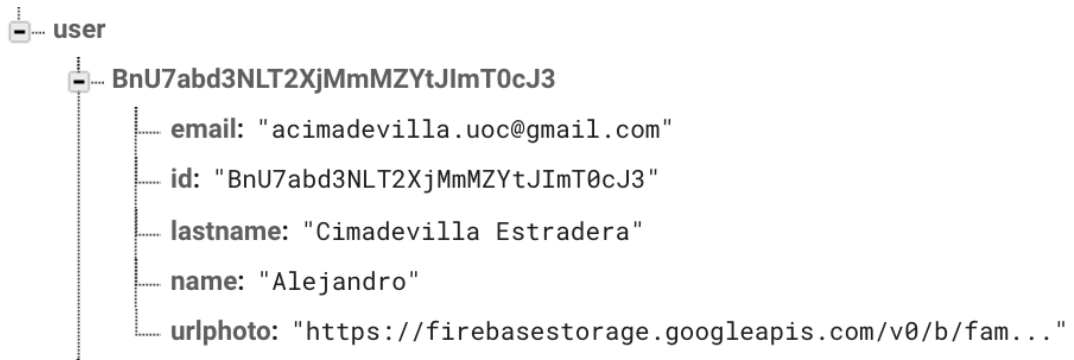 user
BnU7abd3NLT2XjMmMZYtJImT0cJ3
email: "acimadevilla.uoc@gmail.com"
id: "BnU7abd3NLT2XjMmMZYtJImT0cJ3"
lastname: "Cimadevilla Estradera"
name: "Alejandro"
urlphoto: "https://firebasestorage.googleapis.com/v0/b/fam..."